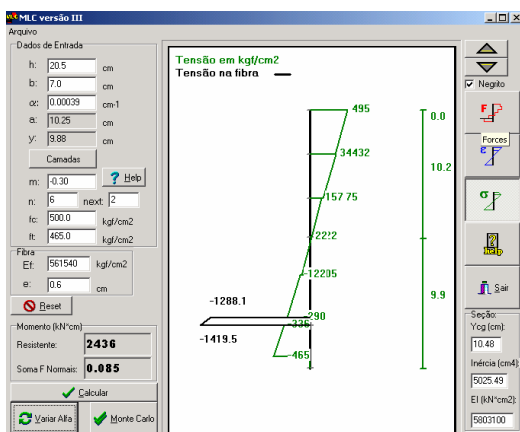 MLC versão III
Arquivo
Dados de Entrada
h: 20.5 cm
b: 7.0 cm
α: 0.00039 cm-1
a: 10.25 cm
y: 9.88 cm
Camadas
m: -0.30 Help
n: 6 next 2
fc: 500.0 kgf/cm2
ft: 465.0 kgf/cm2
Fibra
Ef: 561540 kgf/cm2
e: 0.6 cm
Reset
Momento (kN*cm)
Resistente: 2436
Soma F Normais: 0.085
Calcular
Variar Alfa
Monte Carlo
Tensão em kgf/cm2
Tensão na fibra
495
0.0
34432
10.2
157 75
-1288.1
9.9
-1419.5
-465
Negrito
F
Forces
ε
σ
help
Sair
Seção:
Ycg (cm):
10.48
Inércia (cm4)
5025.49
EI (kN*cm2):
5803100